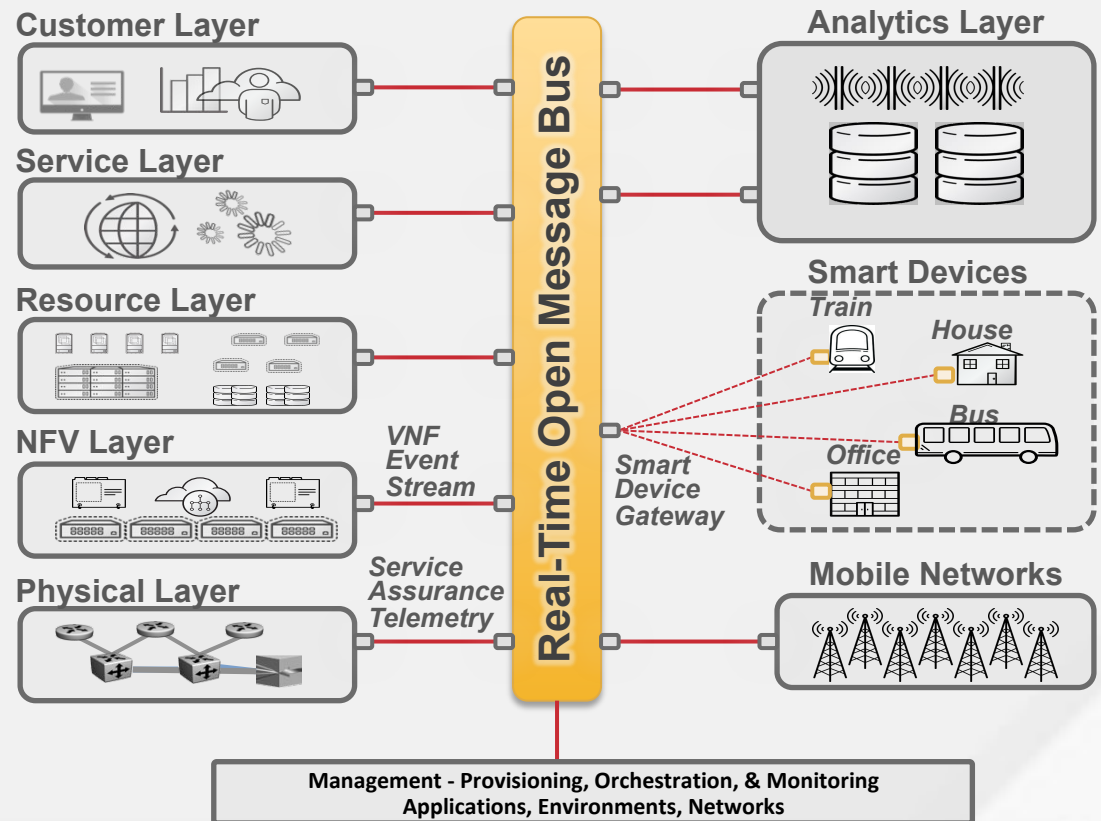 Customer Layer
Service Layer
Resource Layer
NFV Layer
VNF
Event
Stream
Physical Layer
Service
Assurance
Telemetry
Real-Time Open Message Bus
Analytics Layer
Smart Devices
Train
House
Bus
Office
Smart
Device
Gateway
Mobile Networks
Management - Provisioning, Orchestration, & Monitoring
Applications, Environments, Networks